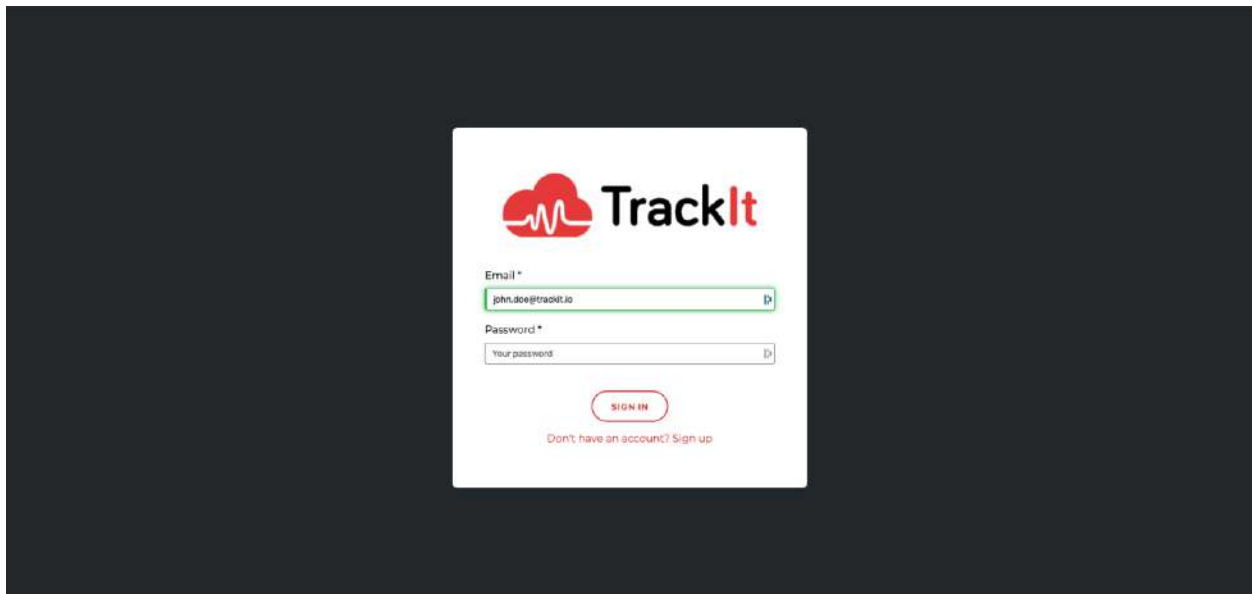 TrackIt
Email *
john.doe@trackit.io
Password *
Your password
SIGN IN
Don't have an account? Sign up